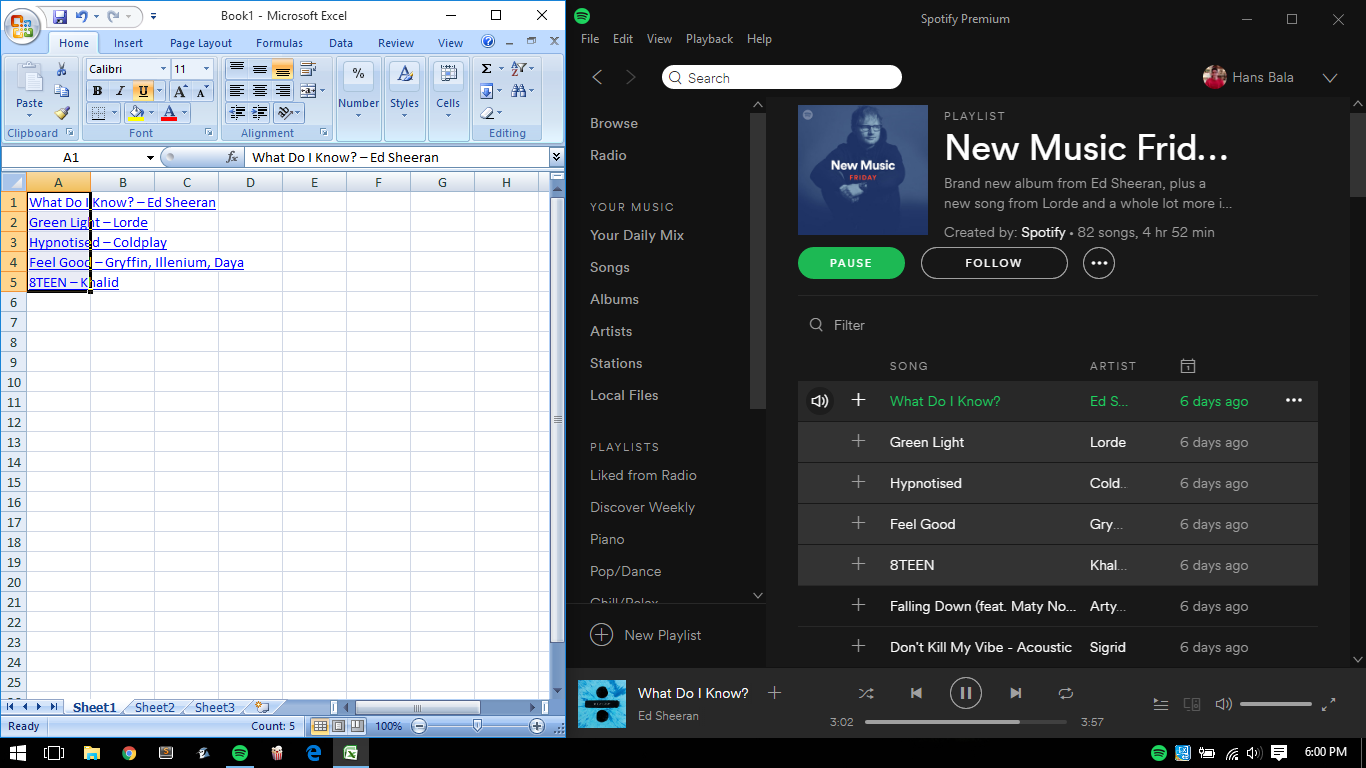 Book1 - Microsoft Excel
Home Insert Page Layout Formulas Data Review View
Calibri 11
Paste B I U A A % A Number Styles Cells Σ
Clipboard Font Alignment Editing
A1 fx What Do I Know? – Ed Sheeran
A B C D E F G H
1 What Do I Know? – Ed Sheeran
2 Green Light – Lorde
3 Hypnotised – Coldplay
4 Feel Good – Gryffin, Illenium, Daya
5 8TEEN – Khalid
6
7
8
9
10
11
12
13
14
15
16
17
18
19
20
21
22
23
24
25
Sheet1 Sheet2 Sheet3
Ready Count: 5 100%
Spotify Premium
File Edit View Playback Help
Search Hans Bala
Browse
Radio
YOUR MUSIC
Your Daily Mix
Songs
Albums
Artists
Stations
Local Files
PLAYLISTS
Liked from Radio
Discover Weekly
Piano
Pop/Dance
Chill/Relax
New Playlist
New Music
FRIDAY
PLAYLIST
New Music Frid...
Brand new album from Ed Sheeran, plus a
new song from Lorde and a whole lot more i...
Created by: Spotify • 82 songs, 4 hr 52 min
PAUSE FOLLOW
Filter
SONG ARTIST
What Do I Know? Ed S... 6 days ago
Green Light Lorde 6 days ago
Hypnotised Cold.. 6 days ago
Feel Good Gry... 6 days ago
8TEEN Khal... 6 days ago
Falling Down (feat. Maty No... Arty... 6 days ago
Don't Kill My Vibe - Acoustic Sigrid 6 days ago
What Do I Know?
Ed Sheeran
3:02 3:57
6:00 PM